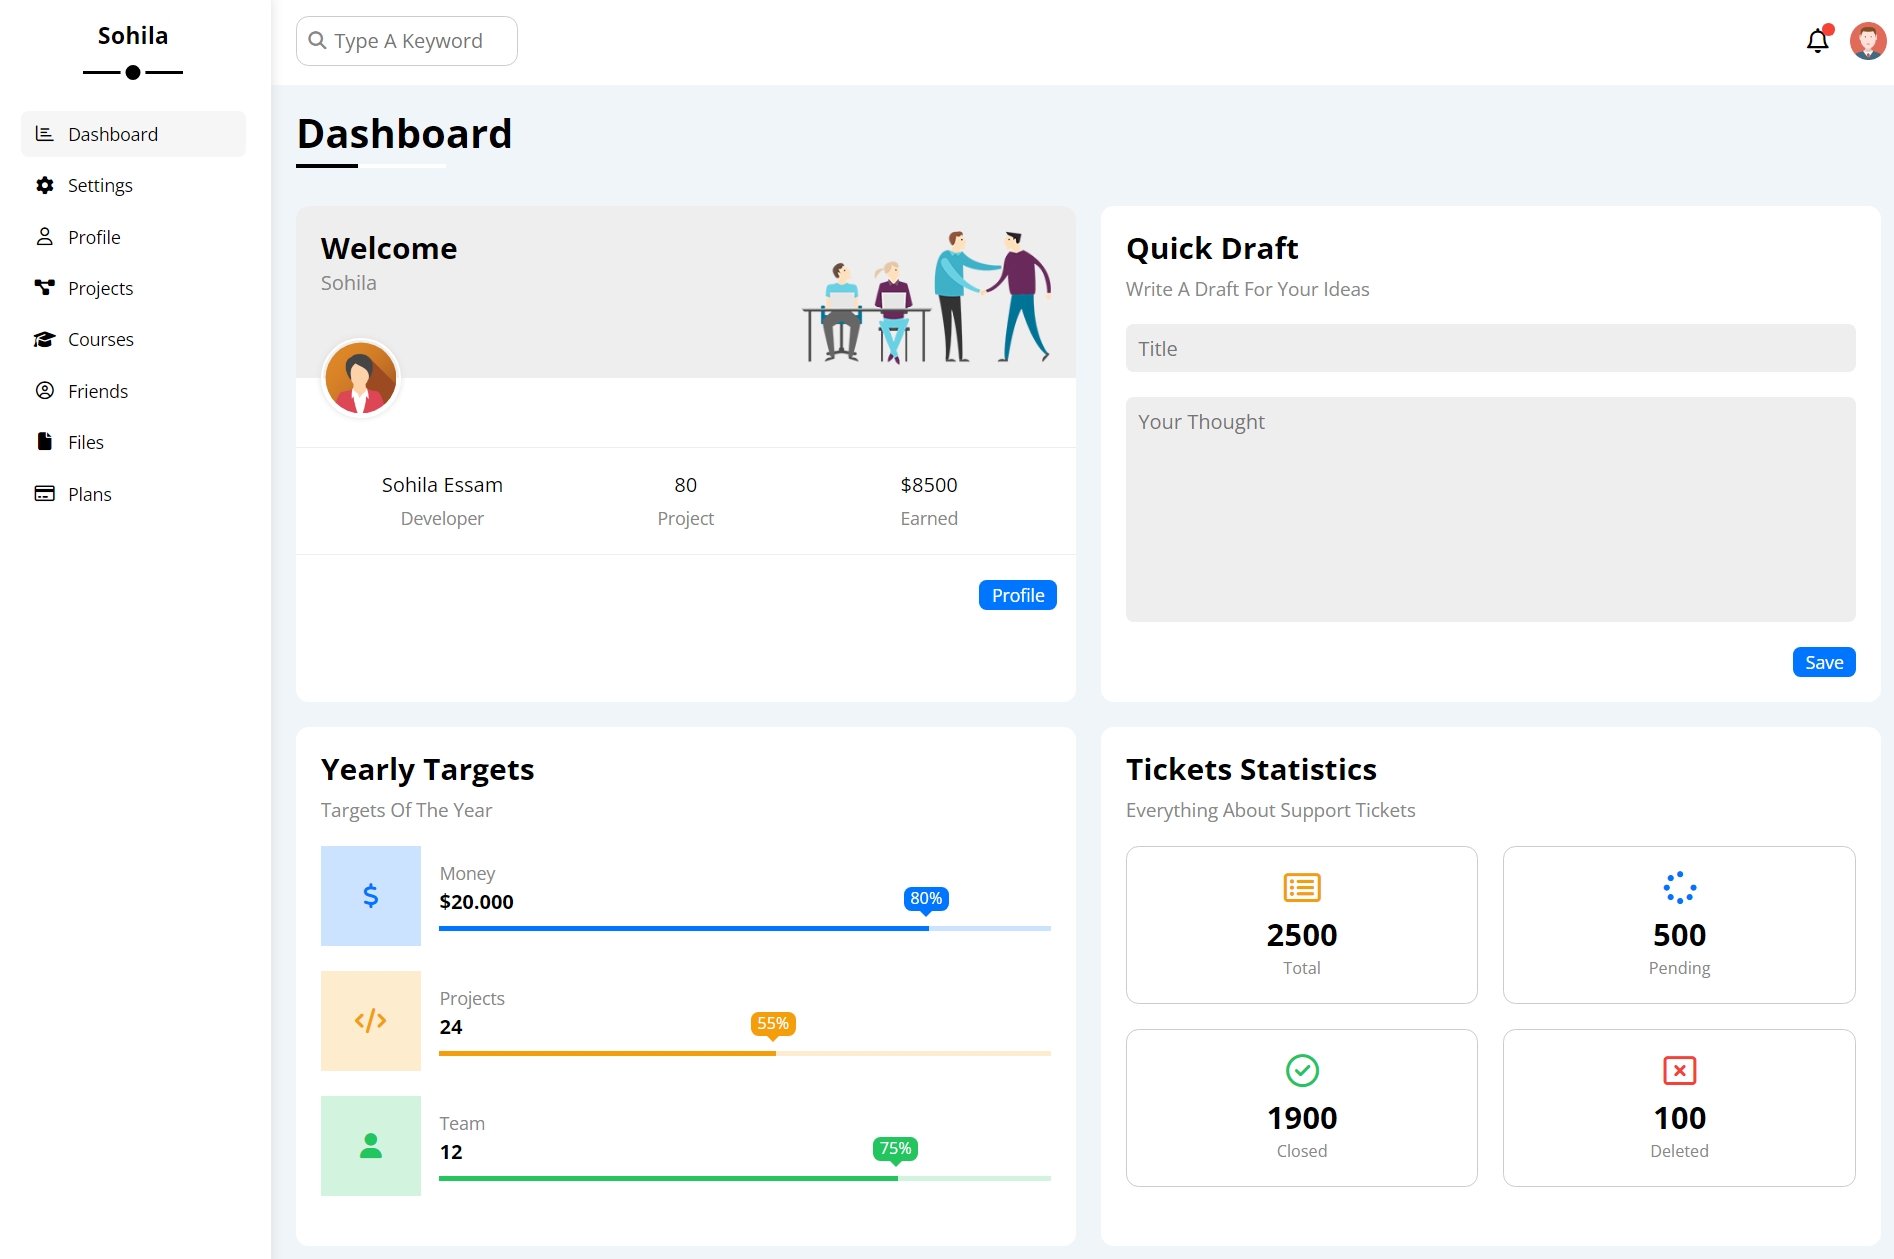 Sohila
Dashboard
Settings
Profile
Projects
Courses
Friends
Files
Plans
Type A Keyword
Dashboard
Welcome
Sohila
Sohila Essam
Developer
80
Project
$8500
Earned
Profile
Quick Draft
Write A Draft For Your Ideas
Title
Your Thought
Save
Yearly Targets
Targets Of The Year
Money
$20.000
80%
Projects
24
55%
Team
12
75%
Tickets Statistics
Everything About Support Tickets
2500
Total
500
Pending
1900
Closed
100
Deleted